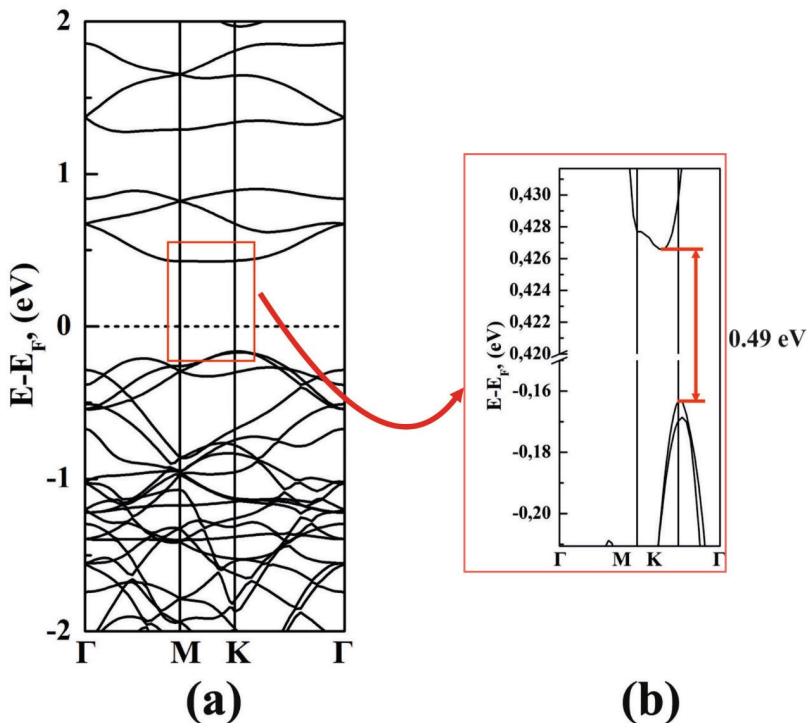 2
1
0
-1
-2
E-E_F, (eV)
Γ M K Γ
(a)
0,430
0,428
0,426
0,424
0,422
0,420
-0,16
-0,18
-0,20
E-E_F, (eV)
Γ M K Γ
0.49 eV
(b)